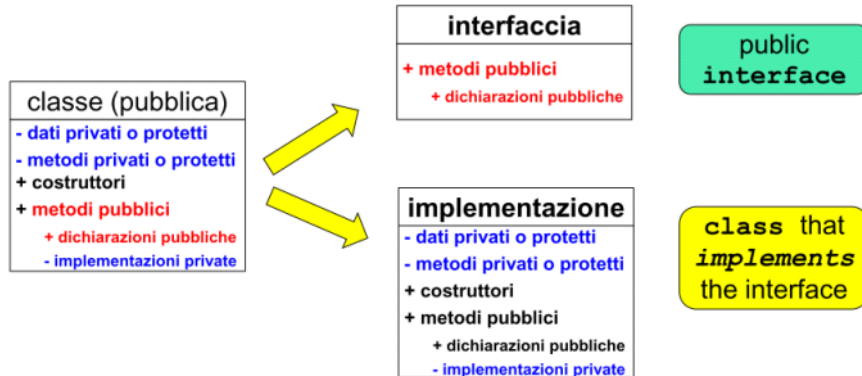 classe (pubblica)
- dati privati o protetti
- metodi privati o protetti
+ costruttori
+ metodi pubblici
+ dichiarazioni pubbliche
- implementazioni private
interfaccia
+ metodi pubblici
+ dichiarazioni pubbliche
public
interface
implementazione
- dati privati o protetti
- metodi privati o protetti
+ costruttori
+ metodi pubblici
+ dichiarazioni pubbliche
- implementazioni private
class that
implements
the interface